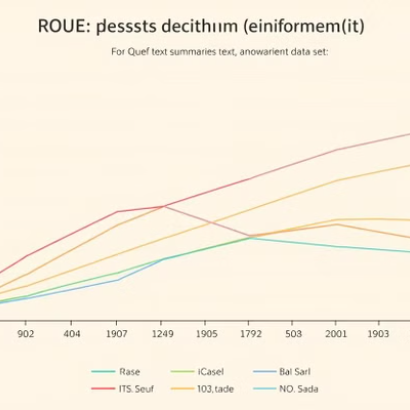 ROUE: pessts decithım (einiformem(it)
For Quef text summaries text, anowarient data set:
902 404 1907 1249 1905 1792 503 2001 1903
Rase iCasel Bal Sarl
ITS. Seuf 103, tade NO. Sada